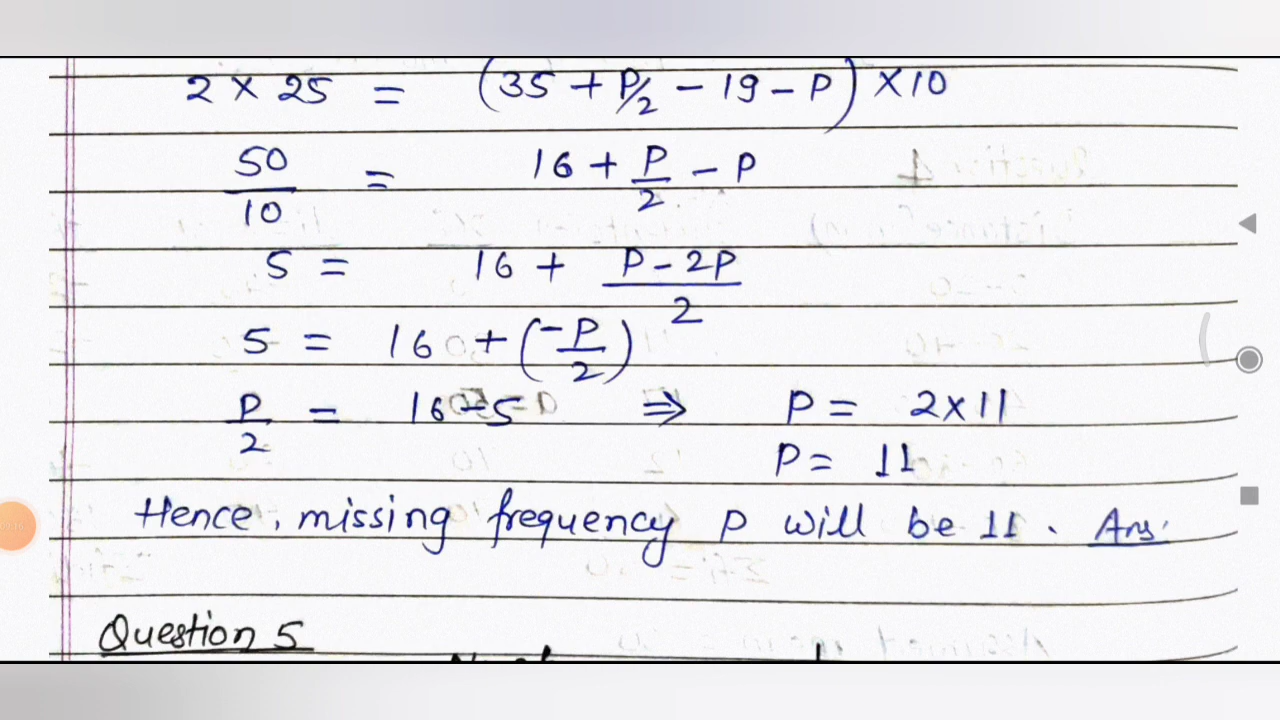 2 × 25 = (35 + P/2 - 19 - P) × 10
50/10 = 16 + P/2 - P
5 = 16 + (P - 2P)/2
5 = 16 + (-P/2)
P/2 = 16 - 5 ⇒ P = 2×11
P = 11
Hence, missing frequency P will be 11. Ans.
Question 5